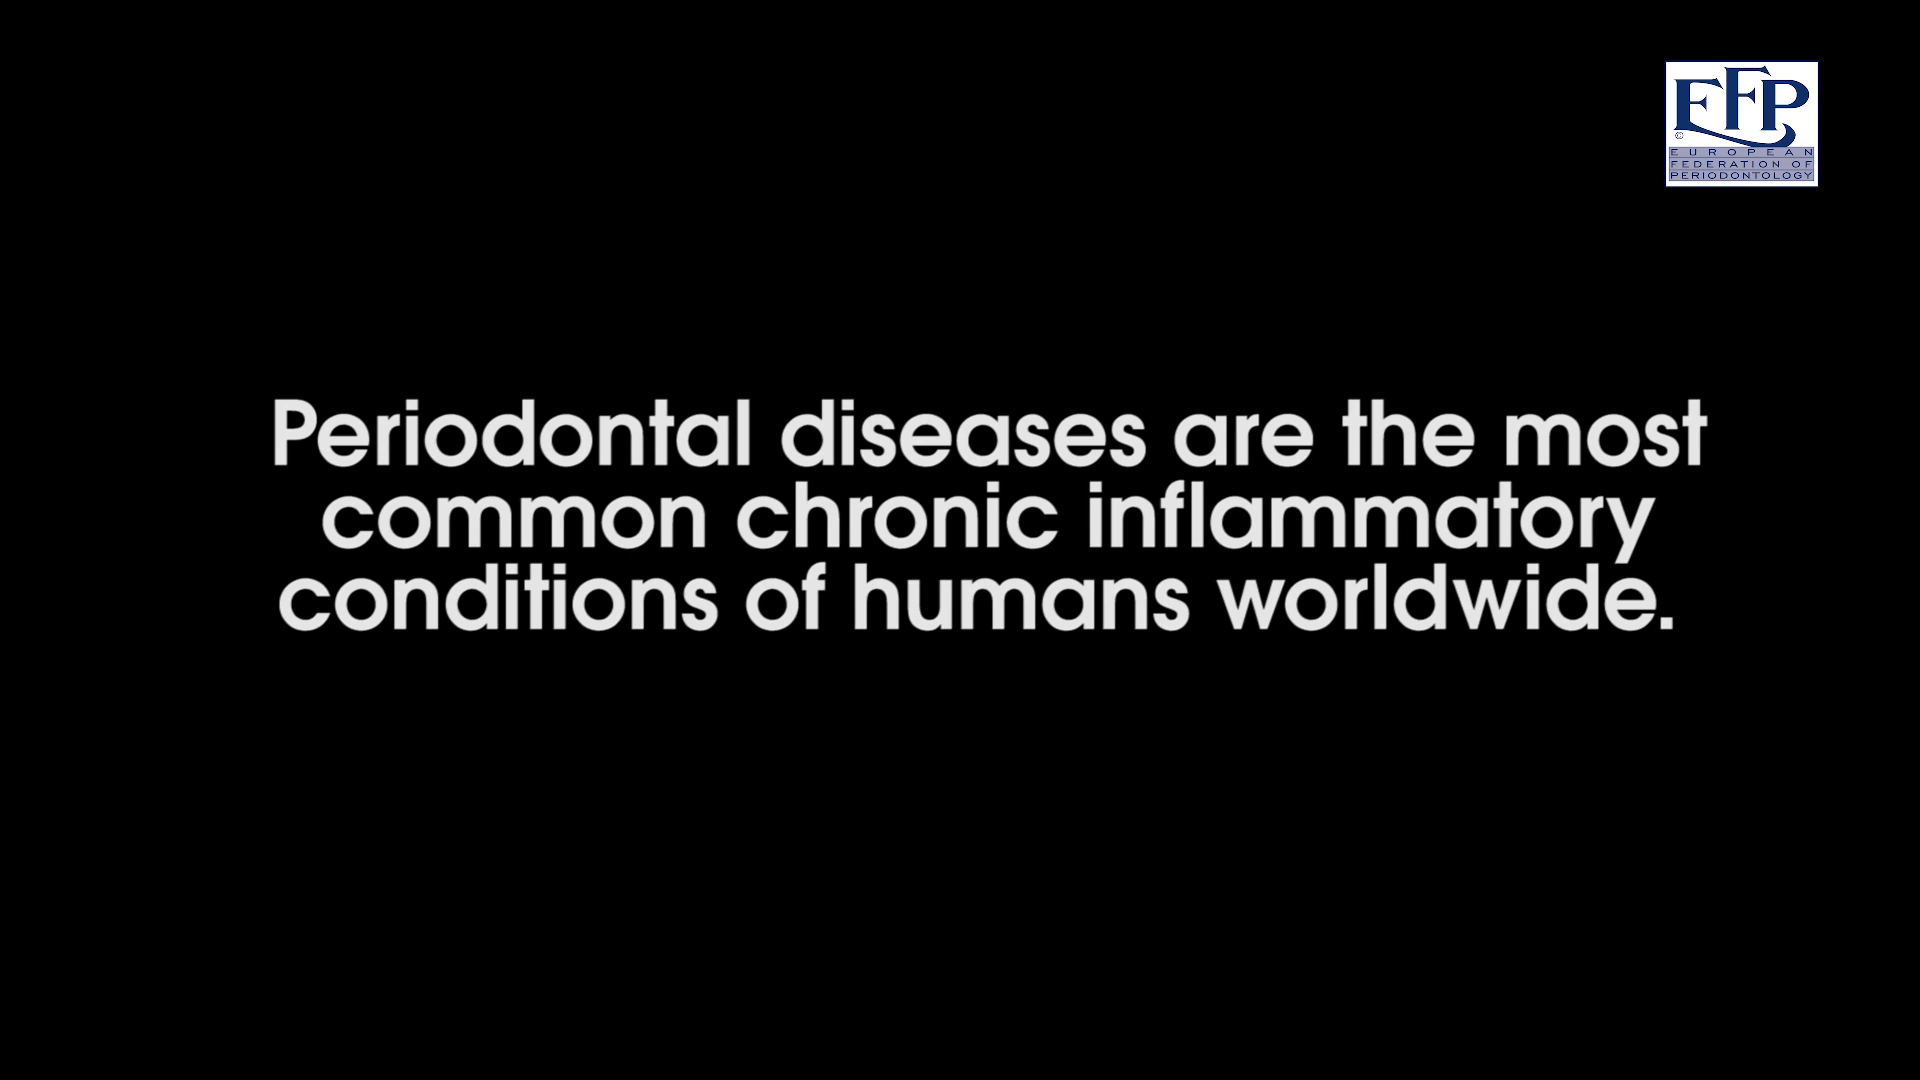 EFP
©
EUROPEAN
FEDERATION OF
PERIODONTOLOGY
Periodontal diseases are the most
common chronic inflammatory
conditions of humans worldwide.